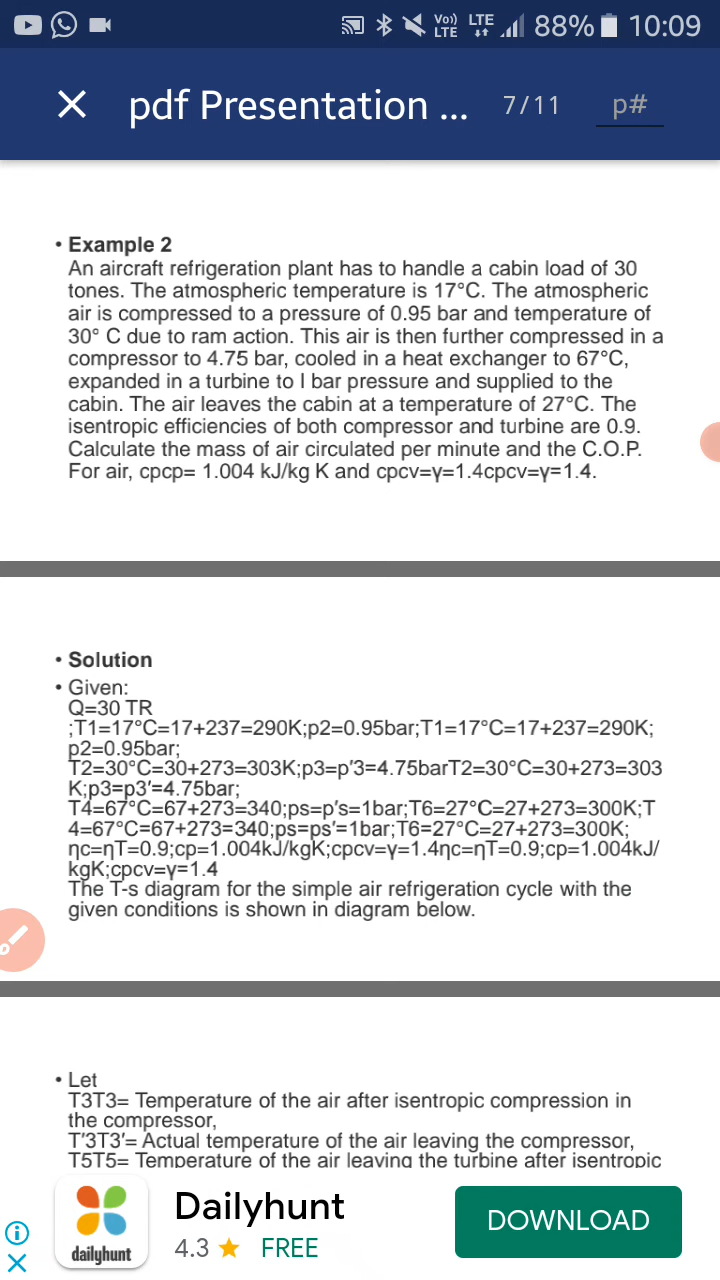 Vo)) LTE
LTE
88% 10:09
pdf Presentation ... 7/11 p#
• Example 2
An aircraft refrigeration plant has to handle a cabin load of 30
tones. The atmospheric temperature is 17°C. The atmospheric
air is compressed to a pressure of 0.95 bar and temperature of
30° C due to ram action. This air is then further compressed in a
compressor to 4.75 bar, cooled in a heat exchanger to 67°C,
expanded in a turbine to I bar pressure and supplied to the
cabin. The air leaves the cabin at a temperature of 27°C. The
isentropic efficiencies of both compressor and turbine are 0.9.
Calculate the mass of air circulated per minute and the C.O.P.
For air, cpcp= 1.004 kJ/kg K and cpcv=γ=1.4cpcv=γ=1.4.
• Solution
• Given:
Q=30 TR
;T1=17°C=17+237=290K;p2=0.95bar;T1=17°C=17+237=290K;
p2=0.95bar;
T2=30°C=30+273=303K;p3=p′3=4.75barT2=30°C=30+273=303
K;p3=p3′=4.75bar;
T4=67°C=67+273=340;ps=p′s=1bar;T6=27°C=27+273=300K;T
4=67°C=67+273=340;ps=ps′=1bar;T6=27°C=27+273=300K;
ηc=ηT=0.9;cp=1.004kJ/kgK;cpcv=γ=1.4ηc=ηT=0.9;cp=1.004kJ/
kgK;cpcv=γ=1.4
The T-s diagram for the simple air refrigeration cycle with the
given conditions is shown in diagram below.
• Let
T3T3= Temperature of the air after isentropic compression in
the compressor,
T′3T3′= Actual temperature of the air leaving the compressor,
T5T5= Temperature of the air leaving the turbine after isentropic
dailyhunt
Dailyhunt
4.3 ★ FREE
DOWNLOAD